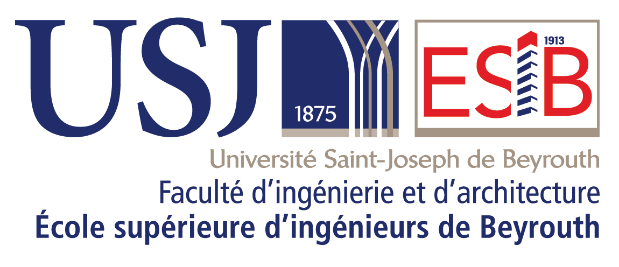 USJ
1875
1913
ESIB
Université Saint-Joseph de Beyrouth
Faculté d'ingénierie et d'architecture
École supérieure d'ingénieurs de Beyrouth